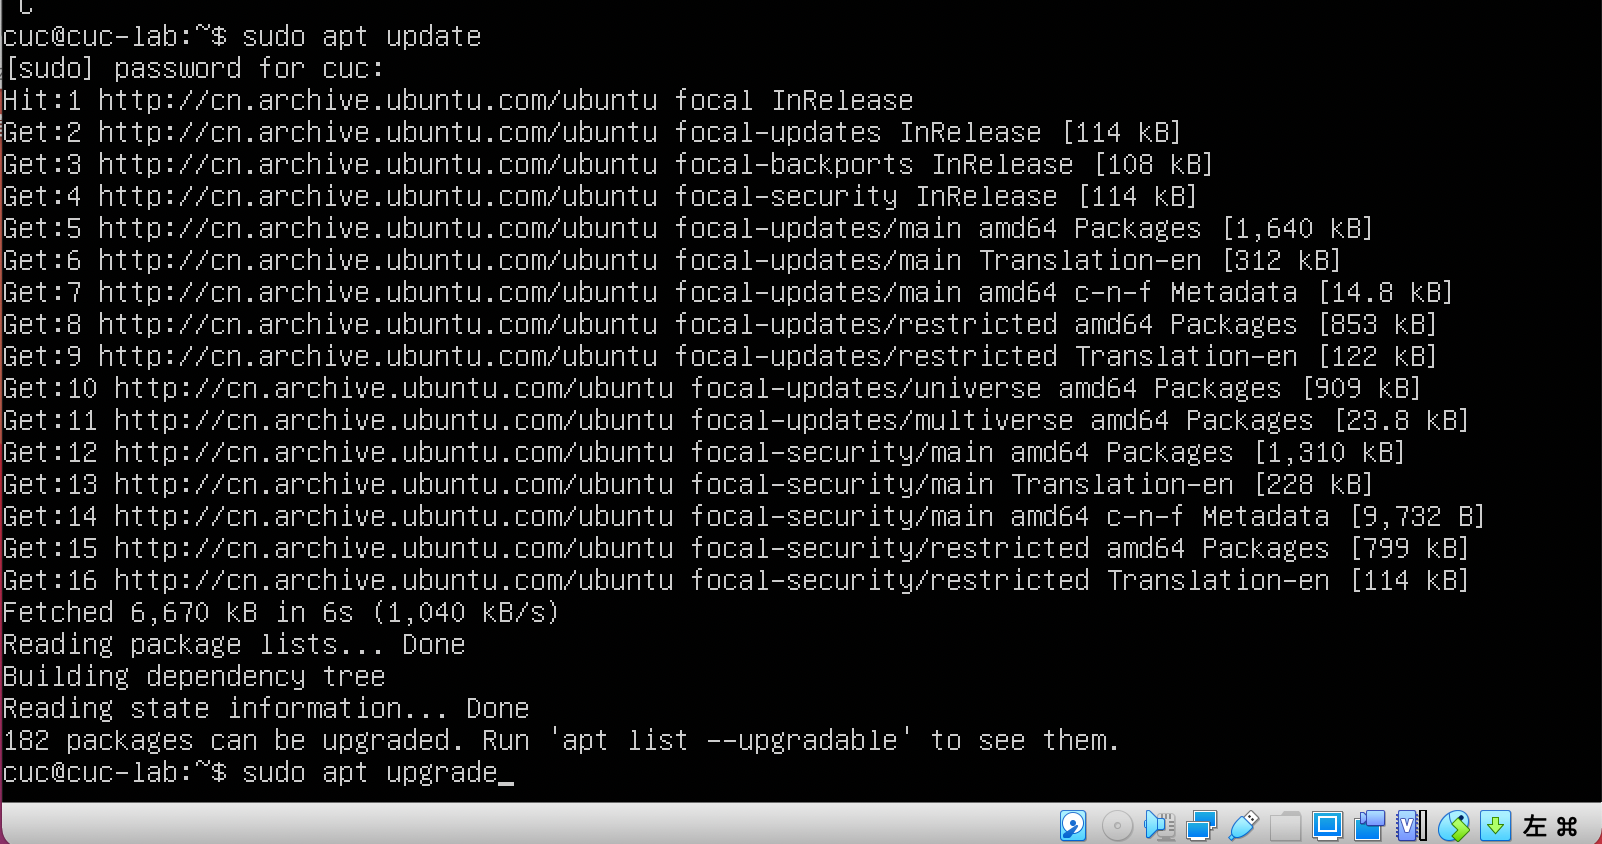 C
cuc@cuc-lab:~$ sudo apt update
[sudo] password for cuc:
Hit:1 http://cn.archive.ubuntu.com/ubuntu focal InRelease
Get:2 http://cn.archive.ubuntu.com/ubuntu focal-updates InRelease [114 kB]
Get:3 http://cn.archive.ubuntu.com/ubuntu focal-backports InRelease [108 kB]
Get:4 http://cn.archive.ubuntu.com/ubuntu focal-security InRelease [114 kB]
Get:5 http://cn.archive.ubuntu.com/ubuntu focal-updates/main amd64 Packages [1,640 kB]
Get:6 http://cn.archive.ubuntu.com/ubuntu focal-updates/main Translation-en [312 kB]
Get:7 http://cn.archive.ubuntu.com/ubuntu focal-updates/main amd64 c-n-f Metadata [14.8 kB]
Get:8 http://cn.archive.ubuntu.com/ubuntu focal-updates/restricted amd64 Packages [853 kB]
Get:9 http://cn.archive.ubuntu.com/ubuntu focal-updates/restricted Translation-en [122 kB]
Get:10 http://cn.archive.ubuntu.com/ubuntu focal-updates/universe amd64 Packages [909 kB]
Get:11 http://cn.archive.ubuntu.com/ubuntu focal-updates/multiverse amd64 Packages [23.8 kB]
Get:12 http://cn.archive.ubuntu.com/ubuntu focal-security/main amd64 Packages [1,310 kB]
Get:13 http://cn.archive.ubuntu.com/ubuntu focal-security/main Translation-en [228 kB]
Get:14 http://cn.archive.ubuntu.com/ubuntu focal-security/main amd64 c-n-f Metadata [9,732 B]
Get:15 http://cn.archive.ubuntu.com/ubuntu focal-security/restricted amd64 Packages [799 kB]
Get:16 http://cn.archive.ubuntu.com/ubuntu focal-security/restricted Translation-en [114 kB]
Fetched 6,670 kB in 6s (1,040 kB/s)
Reading package lists... Done
Building dependency tree
Reading state information... Done
182 packages can be upgraded. Run 'apt list --upgradable' to see them.
cuc@cuc-lab:~$ sudo apt upgrade_
左 ⌘